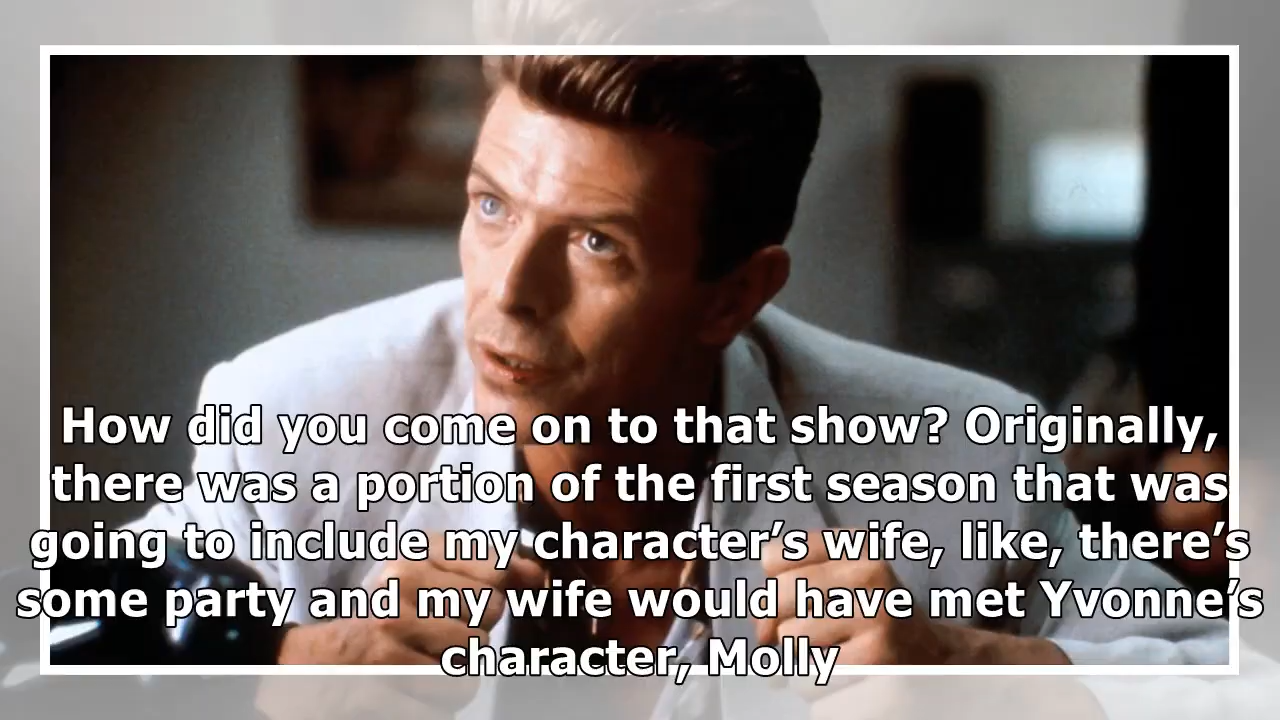 How did you come on to that show? Originally,
there was a portion of the first season that was
going to include my character’s wife, like, there’s
some party and my wife would have met Yvonne’s
character, Molly